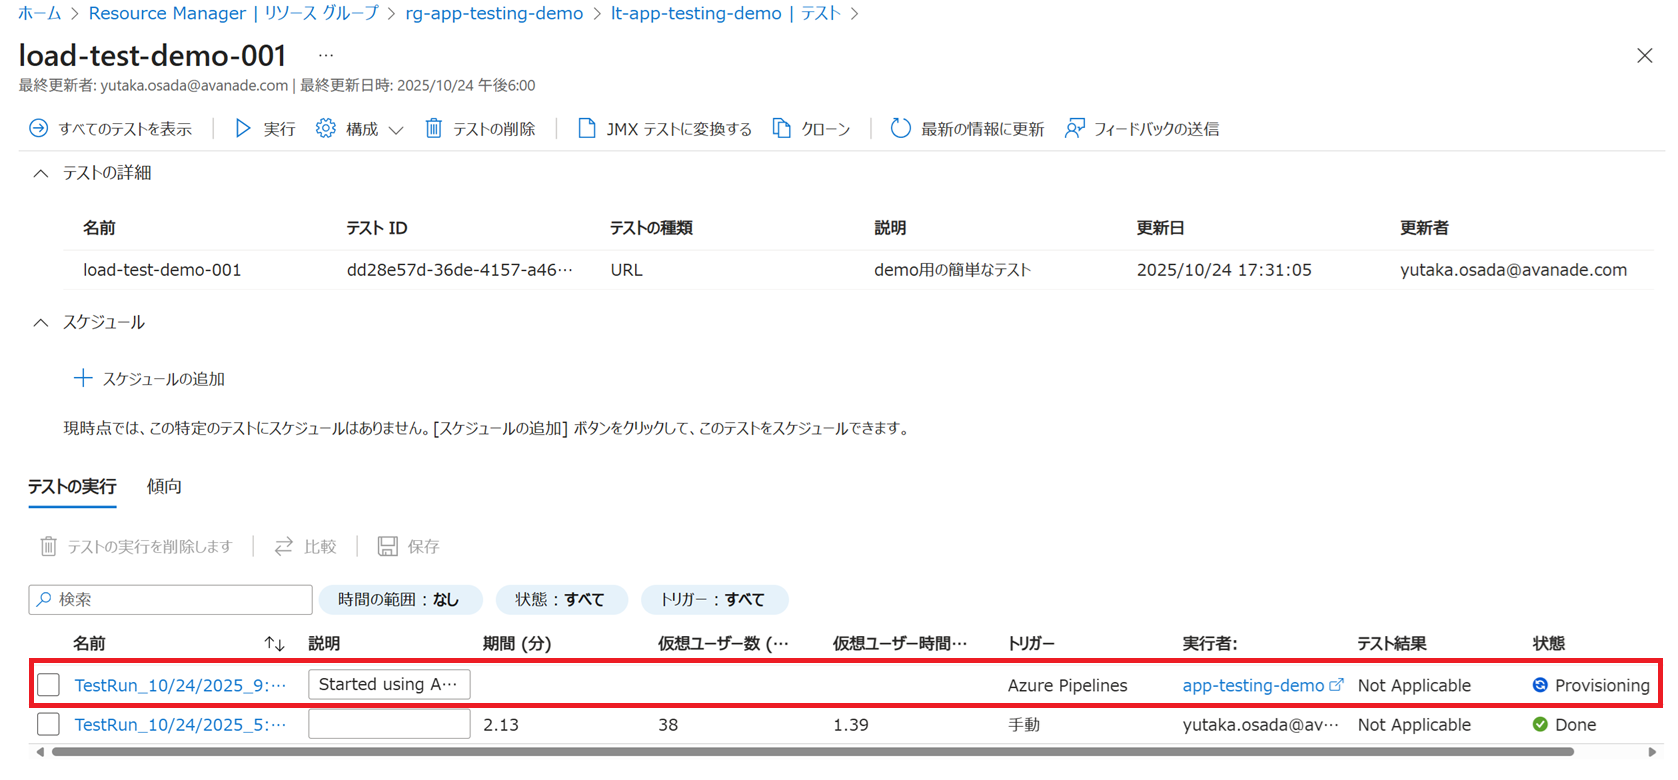 ホーム > Resource Manager | リソース グループ > rg-app-testing-demo > lt-app-testing-demo | テスト >
load-test-demo-001 …
最終更新者: yutaka.osada@avanade.com | 最終更新日時: 2025/10/24 午後6:00
すべてのテストを表示 実行 構成 テストの削除 JMX テストに変換する クローン 最新の情報に更新 フィードバックの送信
テストの詳細
名前 テスト ID テストの種類 説明 更新日 更新者
load-test-demo-001 dd28e57d-36de-4157-a46… URL demo用の簡単なテスト 2025/10/24 17:31:05 yutaka.osada@avanade.com
スケジュール
スケジュールの追加
現時点では、この特定のテストにスケジュールはありません。[スケジュールの追加] ボタンをクリックして、このテストをスケジュールできます。
テストの実行 傾向
テストの実行を削除します 比較 保存
検索 時間の範囲 : なし 状態 : すべて トリガー : すべて
名前 説明 期間 (分) 仮想ユーザー数 (… 仮想ユーザー時間… トリガー 実行者: テスト結果 状態
TestRun_10/24/2025_9:… Started using A… Azure Pipelines app-testing-demo Not Applicable Provisioning
TestRun_10/24/2025_5:… 2.13 38 1.39 手動 yutaka.osada@av… Not Applicable Done